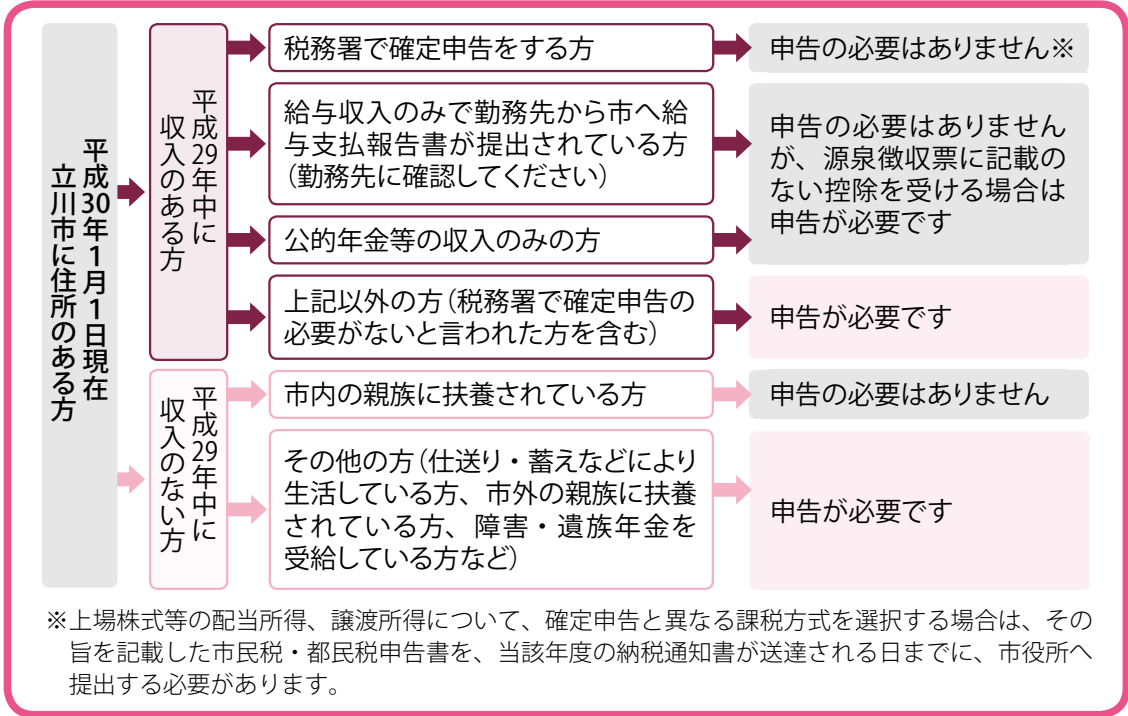 平成30年1月1日現在
立川市に住所のある方
平成29年中に
収入のある方
税務署で確定申告をする方
申告の必要はありません※
給与収入のみで勤務先から市へ給
与支払報告書が提出されている方
（勤務先に確認してください）
公的年金等の収入のみの方
申告の必要はありません
が、源泉徴収票に記載の
ない控除を受ける場合は
申告が必要です
上記以外の方（税務署で確定申告の
必要がないと言われた方を含む）
申告が必要です
平成29年中に
収入のない方
市内の親族に扶養されている方
申告の必要はありません
その他の方（仕送り・蓄えなどにより
生活している方、市外の親族に扶養
されている方、障害・遺族年金を
受給している方など）
申告が必要です
※上場株式等の配当所得、譲渡所得について、確定申告と異なる課税方式を選択する場合は、その
旨を記載した市民税・都民税申告書を、当該年度の納税通知書が送達される日までに、市役所へ
提出する必要があります。